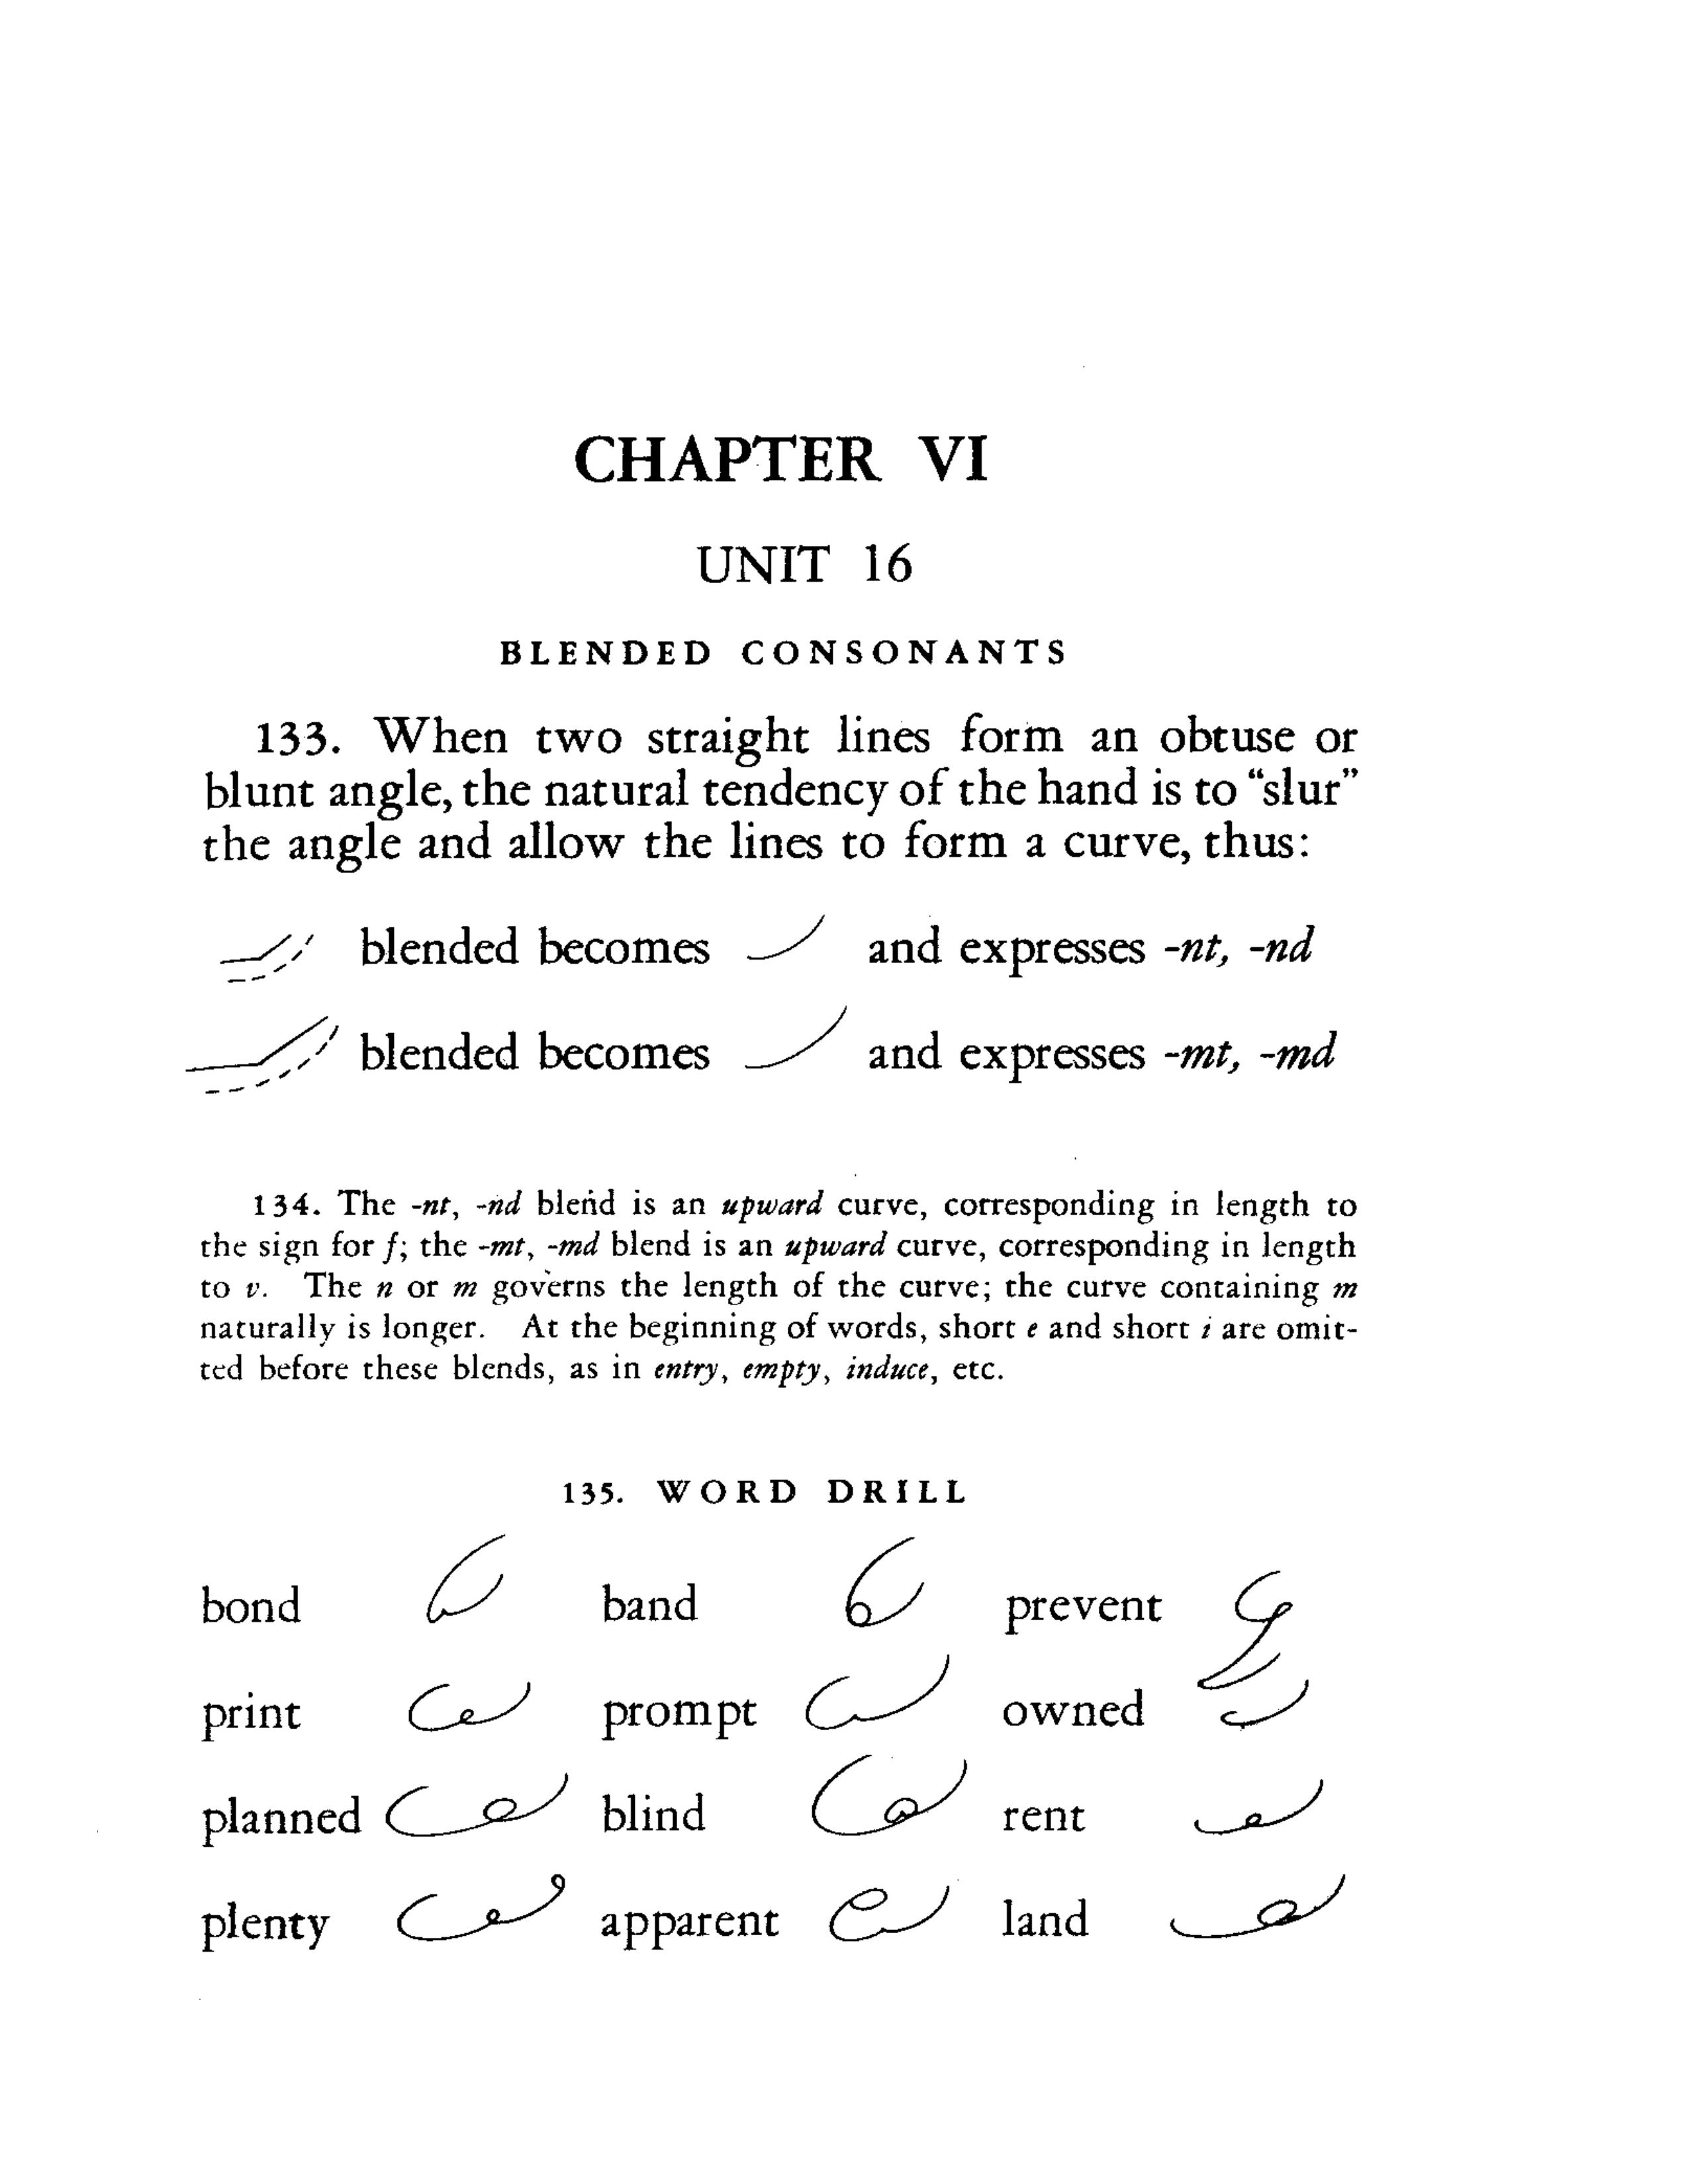 CHAPTER VI
UNIT 16
BLENDED CONSONANTS
133. When two straight lines form an obtuse or
blunt angle, the natural tendency of the hand is to “slur”
the angle and allow the lines to form a curve, thus:
blended becomes and expresses -nt, -nd
blended becomes and expresses -mt, -md
134. The -nt, -nd blend is an upward curve, corresponding in length to
the sign for f; the -mt, -md blend is an upward curve, corresponding in length
to v. The n or m governs the length of the curve; the curve containing m
naturally is longer. At the beginning of words, short e and short i are omit-
ted before these blends, as in entry, empty, induce, etc.
135. WORD DRILL
bond band prevent
print prompt owned
planned blind rent
plenty apparent land